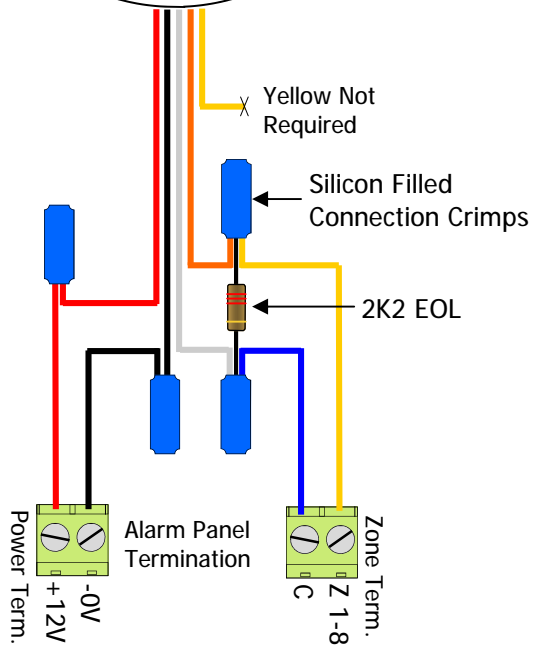 Yellow Not
Required
Silicon Filled
Connection Crimps
2K2 EOL
Alarm Panel
Termination
Power Term.
+12V
-0V
C
Z 1-8
Zone Term.